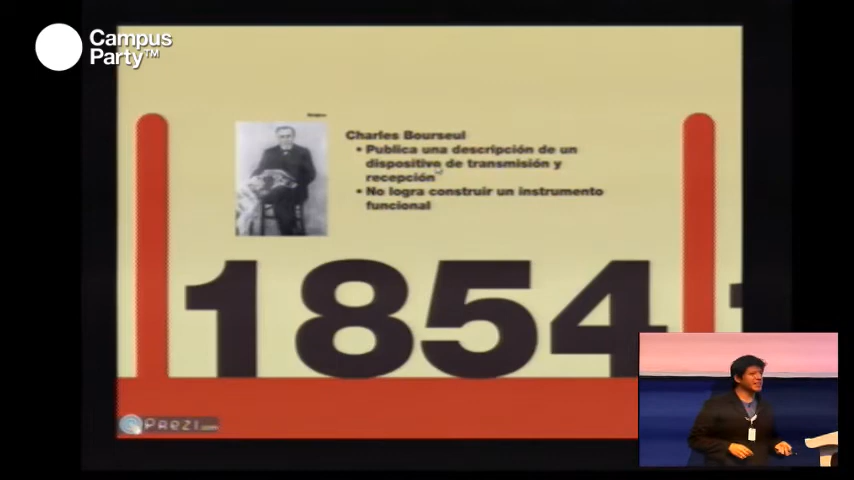 Campus
Party™
Charles Bourseul
• Publica una descripción de un
dispositivo de transmisión y
recepción
• No logra construir un instrumento
funcional
1854
Prezi.com